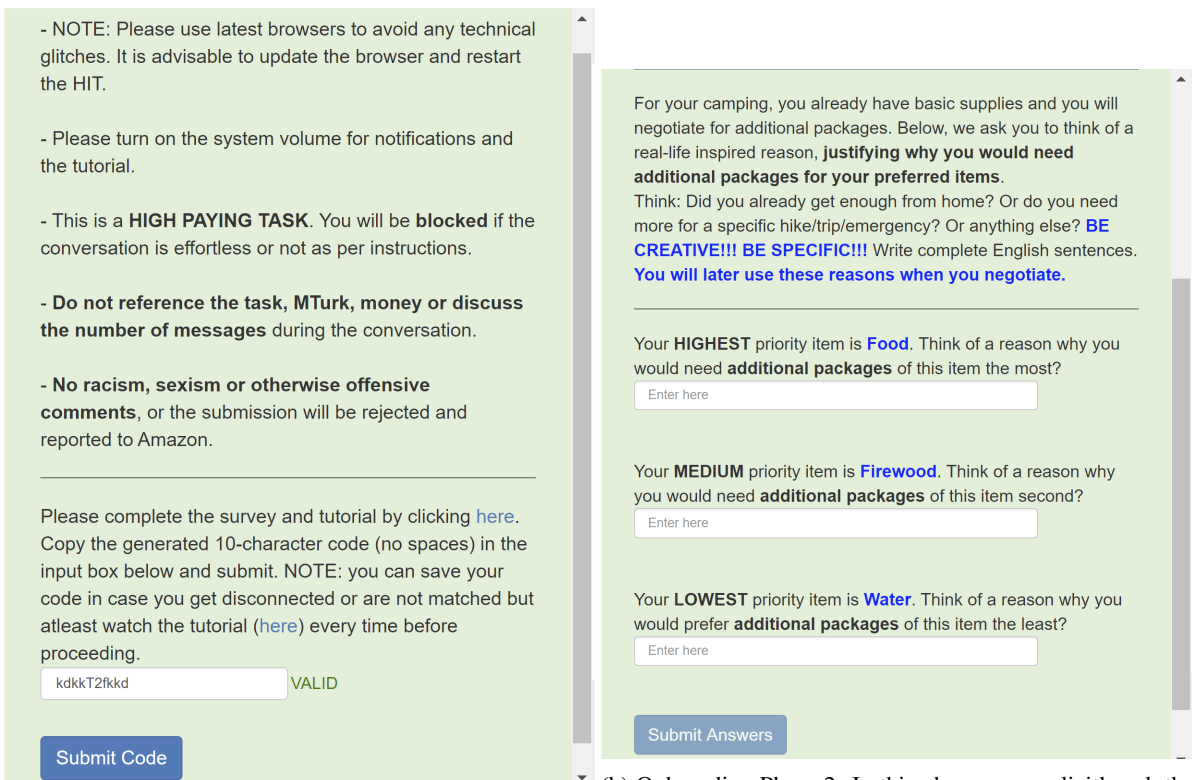 - NOTE: Please use latest browsers to avoid any technical
glitches. It is advisable to update the browser and restart
the HIT.
- Please turn on the system volume for notifications and
the tutorial.
- This is a HIGH PAYING TASK. You will be blocked if the
conversation is effortless or not as per instructions.
- Do not reference the task, MTurk, money or discuss
the number of messages during the conversation.
- No racism, sexism or otherwise offensive
comments, or the submission will be rejected and
reported to Amazon.
Please complete the survey and tutorial by clicking here.
Copy the generated 10-character code (no spaces) in the
input box below and submit. NOTE: you can save your
code in case you get disconnected or are not matched but
atleast watch the tutorial (here) every time before
proceeding.
kdkkT2fkkd VALID
Submit Code
For your camping, you already have basic supplies and you will
negotiate for additional packages. Below, we ask you to think of a
real-life inspired reason, justifying why you would need
additional packages for your preferred items.
Think: Did you already get enough from home? Or do you need
more for a specific hike/trip/emergency? Or anything else? BE
CREATIVE!!! BE SPECIFIC!!! Write complete English sentences.
You will later use these reasons when you negotiate.
Your HIGHEST priority item is Food. Think of a reason why you
would need additional packages of this item the most?
Enter here
Your MEDIUM priority item is Firewood. Think of a reason why
you would need additional packages of this item second?
Enter here
Your LOWEST priority item is Water. Think of a reason why you
would prefer additional packages of this item the least?
Enter here
Submit Answers